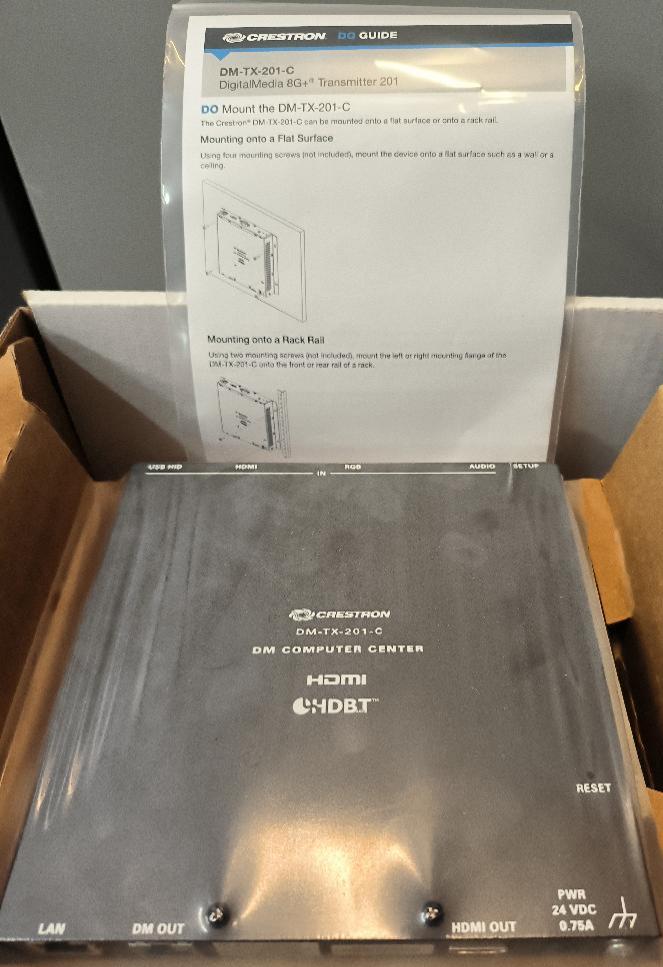 CRESTRON DO GUIDE
DM-TX-201-C
DigitalMedia 8G+® Transmitter 201
DO Mount the DM-TX-201-C
The Crestron® DM-TX-201-C can be mounted onto a flat surface or onto a rack rail.
Mounting onto a Flat Surface
Using four mounting screws (not included), mount the device onto a flat surface such as a wall or a
ceiling.
Mounting onto a Rack Rail
Using two mounting screws (not included), mount the left or right mounting flange of the
DM-TX-201-C onto the front or rear rail of a rack.
USB HID HDMI RGB AUDIO SETUP
IN
CRESTRON
DM-TX-201-C
DM COMPUTER CENTER
HDMI
HDBT™
RESET
PWR
24 VDC
0.75A
LAN DM OUT HDMI OUT